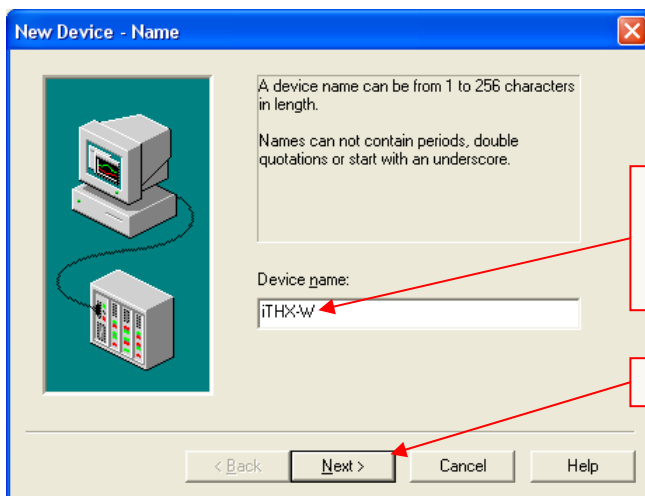 New Device - Name
A device name can be from 1 to 256 characters
in length.
Names can not contain periods, double
quotations or start with an underscore.
Device name:
iTHX-W
< Back
Next >
Cancel
Help